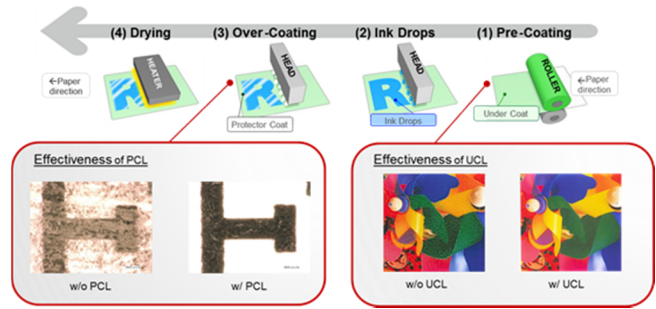 (4) Drying
(3) Over-Coating
(2) Ink Drops
(1) Pre-Coating
←Paper
direction
HEATER
HEAD
Protector Coat
HEAD
Ink Drops
ROLLER
Under Coat
←Paper
direction
Effectiveness of PCL
w/o PCL
w/ PCL
Effectiveness of UCL
w/o UCL
w/ UCL